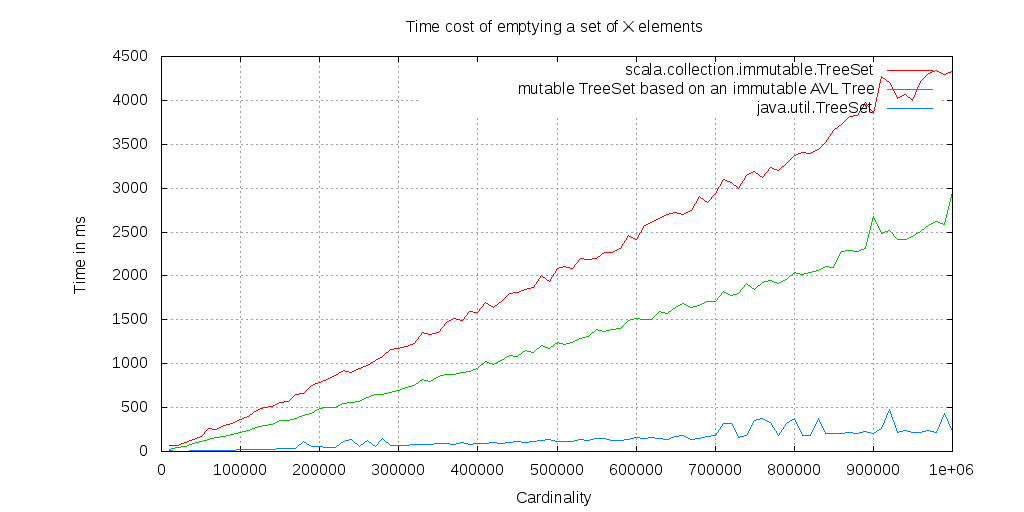 Time cost of emptying a set of X elements
4500
4000
3500
3000
2500
2000
1500
1000
500
0
Time in ms
scala.collection.immutable.TreeSet
mutable TreeSet based on an immutable AVL Tree
java.util.TreeSet
0 100000 200000 300000 400000 500000 600000 700000 800000 900000 1e+06
Cardinality